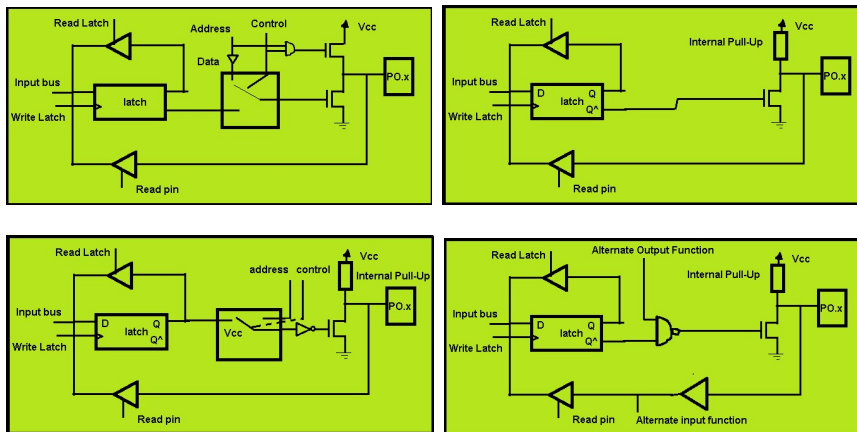 Read Latch
Address
Control
Vcc
Data
Input bus
latch
Write Latch
PO.x
Read pin
Read Latch
Vcc
Internal Pull-Up
Input bus
D
Q
latch
Q^
Write Latch
PO.x
Read pin
Read Latch
Vcc
address control
Internal Pull-Up
Input bus
D
Q
latch
Q^
Vcc
Write Latch
PO.x
Read pin
Alternate Output Function
Read Latch
Vcc
Internal Pull-Up
Input bus
D
Q
latch
Q^
Write Latch
PO.x
Read pin
Alternate input function